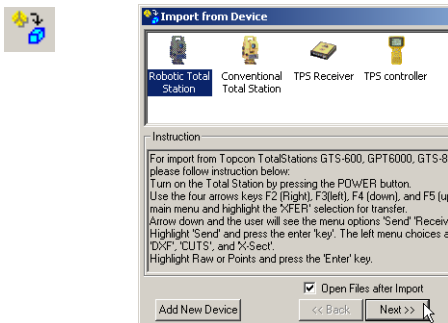 Import from Device
Robotic Total Station
Conventional Total Station
TPS Receiver
TPS controller
Instruction
For import from Topcon TotalStations GTS-600, GPT6000, GTS-8
please follow instruction below:
Turn on the Total Station by pressing the POWER button.
Use the four arrows keys F2 (Right), F3(left), F4 (down), and F5 (up
main menu and highlight the 'XFER' selection for transfer.
Arrow down and the user will see the menu options 'Send' 'Receiv
Highlight 'Send' and press the enter 'key'. The left menu choices a
'DXF', 'CUTS', and 'X-Sect'.
Highlight Raw or Points and press the 'Enter' key.
Open Files after Import
Add New Device
<< Back
Next >>